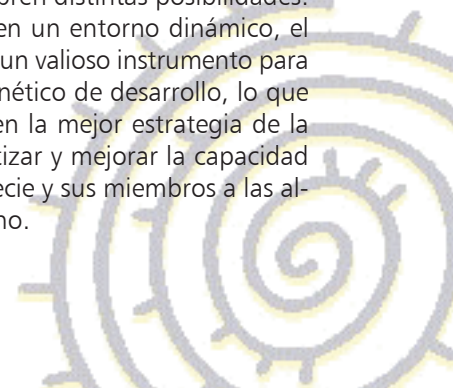 bren distintas posibilidades.
en un entorno dinámico, el
un valioso instrumento para
nético de desarrollo, lo que
en la mejor estrategia de la
tizar y mejorar la capacidad
ecie y sus miembros a las al-
no.